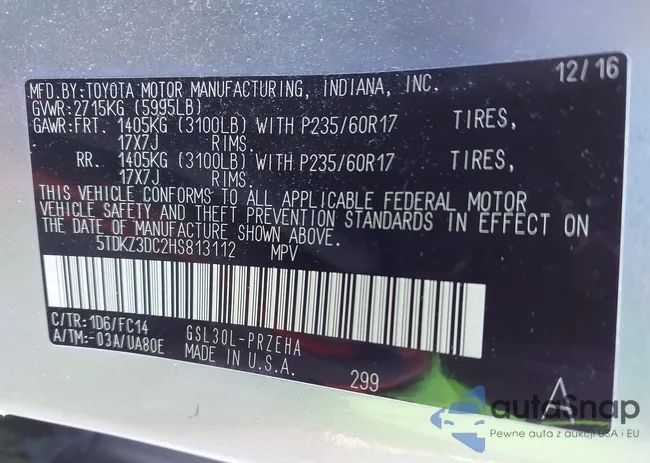 12/16
MFD.BY:TOYOTA MOTOR MANUFACTURING, INDIANA, INC.
GVWR:2715KG (5995LB)
GAWR:FRT. 1405KG (3100LB) WITH P235/60R17 TIRES,
17X7J RIMS.
RR. 1405KG (3100LB) WITH P235/60R17 TIRES,
17X7J RIMS.
THIS VEHICLE CONFORMS TO ALL APPLICABLE FEDERAL MOTOR
VEHICLE SAFETY AND THEFT PREVENTION STANDARDS IN EFFECT ON
THE DATE OF MANUFACTURE SHOWN ABOVE.
5TDKZ3DC2HS813112 MPV
C/TR:1D6/FC14 GSL30L-PRZEHA
A/TM:-03A/UA80E MADE IN U.S.A.
299 A
autoSnap
Pewne auta z aukcji USA i EU